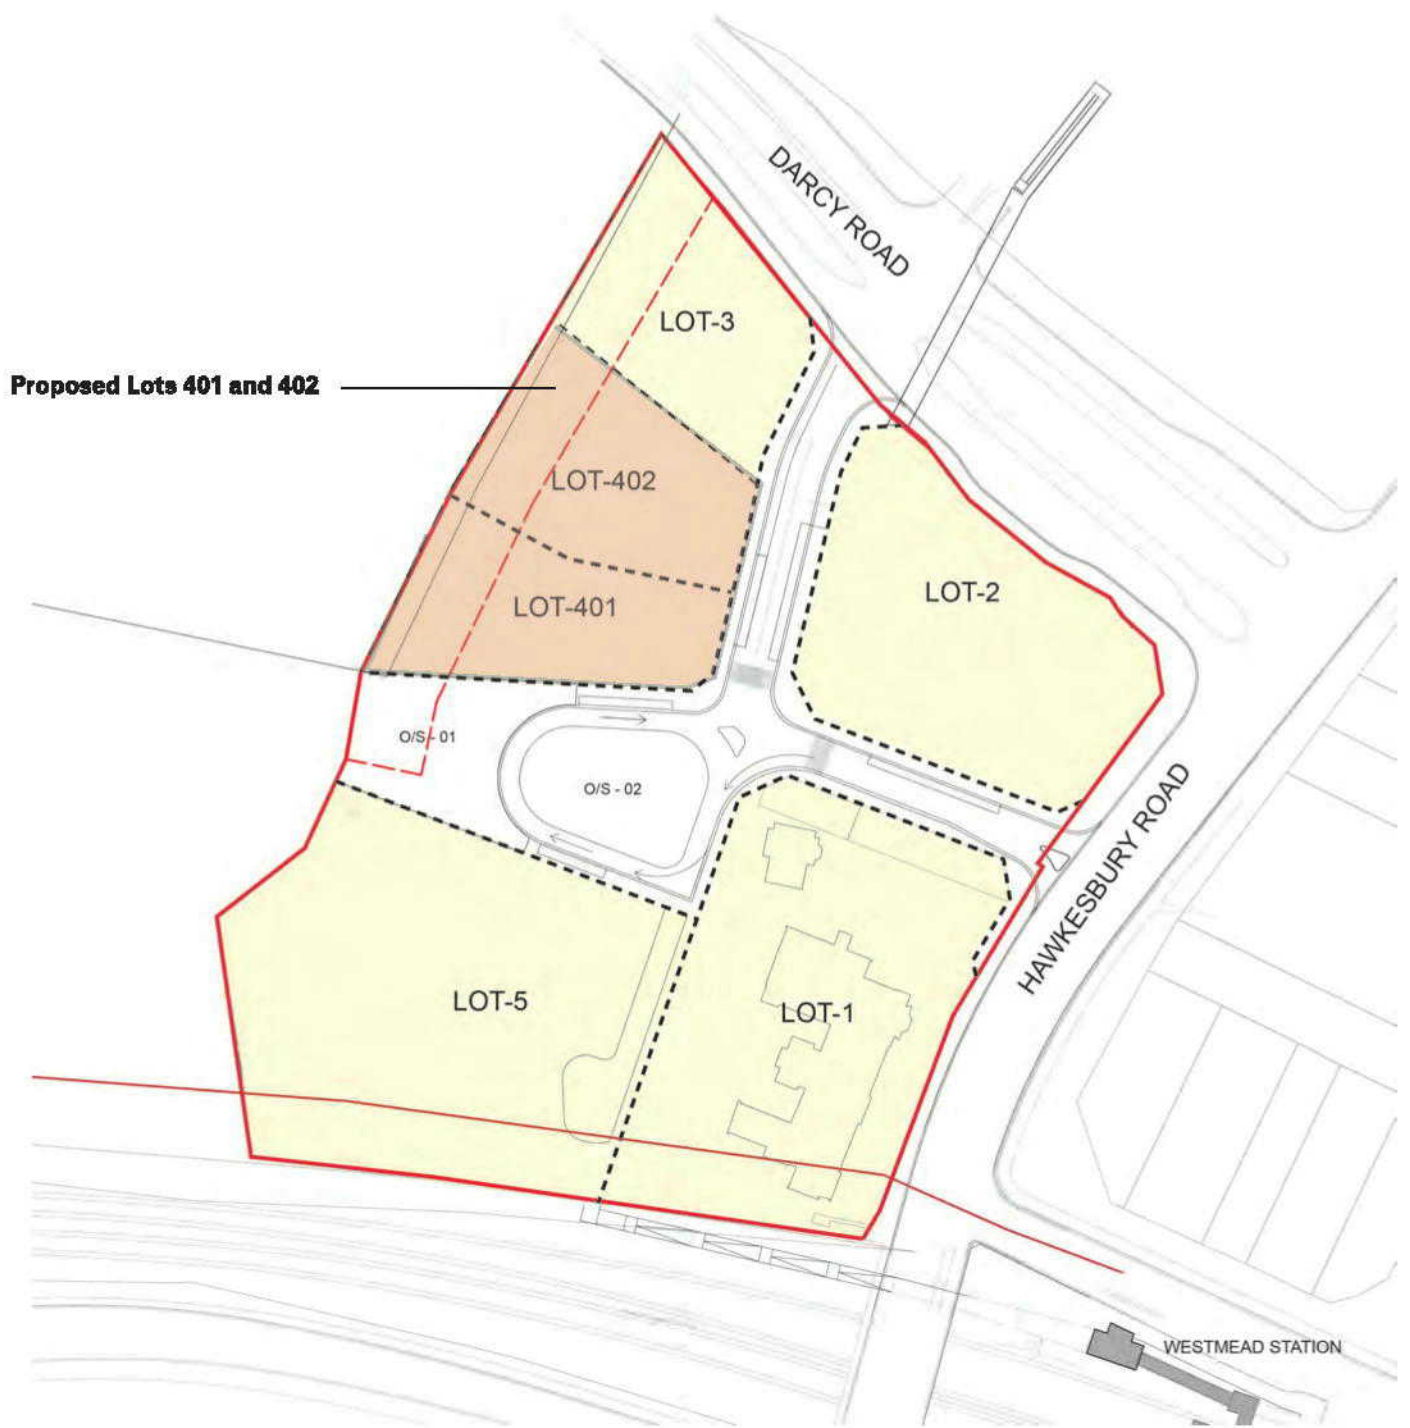 DARCY ROAD
LOT-3
Proposed Lots 401 and 402
LOT-402
LOT-401
LOT-2
O/S - 01
O/S - 02
HAWKESBURY ROAD
LOT-5
LOT-1
WESTMEAD STATION